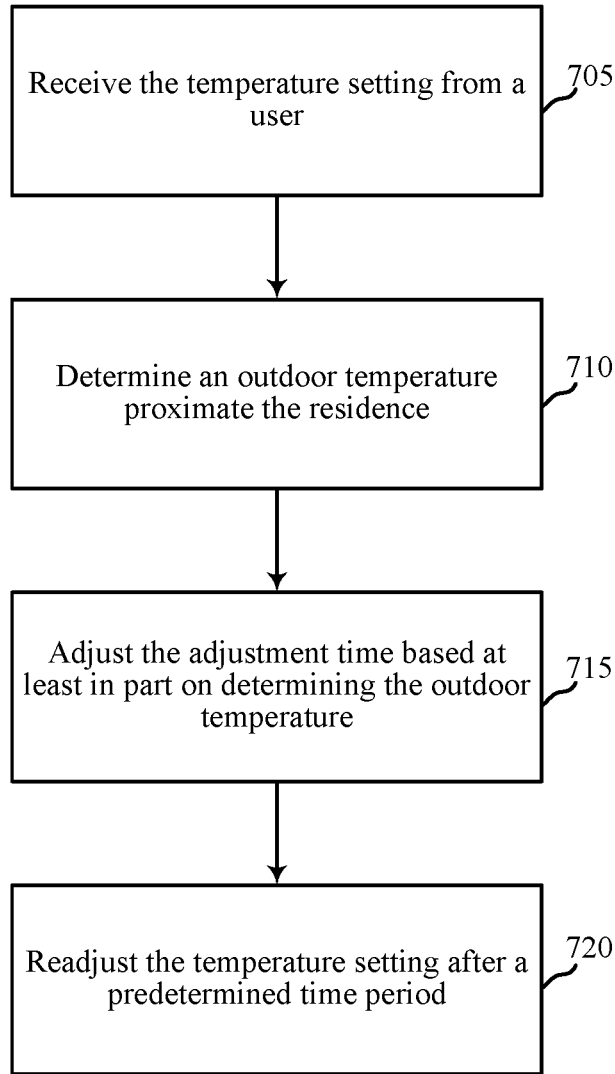 Receive the temperature setting from a
user
705
Determine an outdoor temperature
proximate the residence
710
Adjust the adjustment time based at
least in part on determining the outdoor
temperature
715
Readjust the temperature setting after a
predetermined time period
720